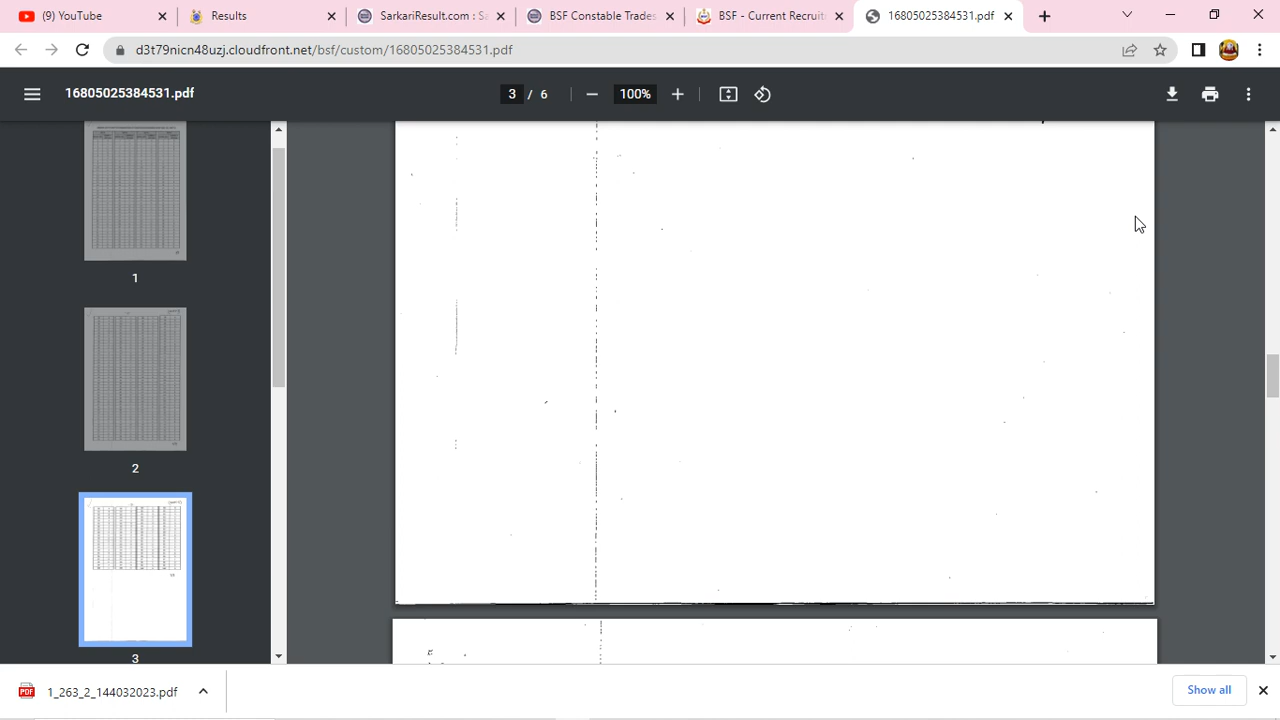 (9) YouTube
Results
SarkariResult.com : Sa
BSF Constable Trades
BSF - Current Recruit
16805025384531.pdf
d3t79nicn48uzj.cloudfront.net/bsf/custom/16805025384531.pdf
16805025384531.pdf
3 / 6
100%
1
2
3
1_263_2_144032023.pdf
Show all